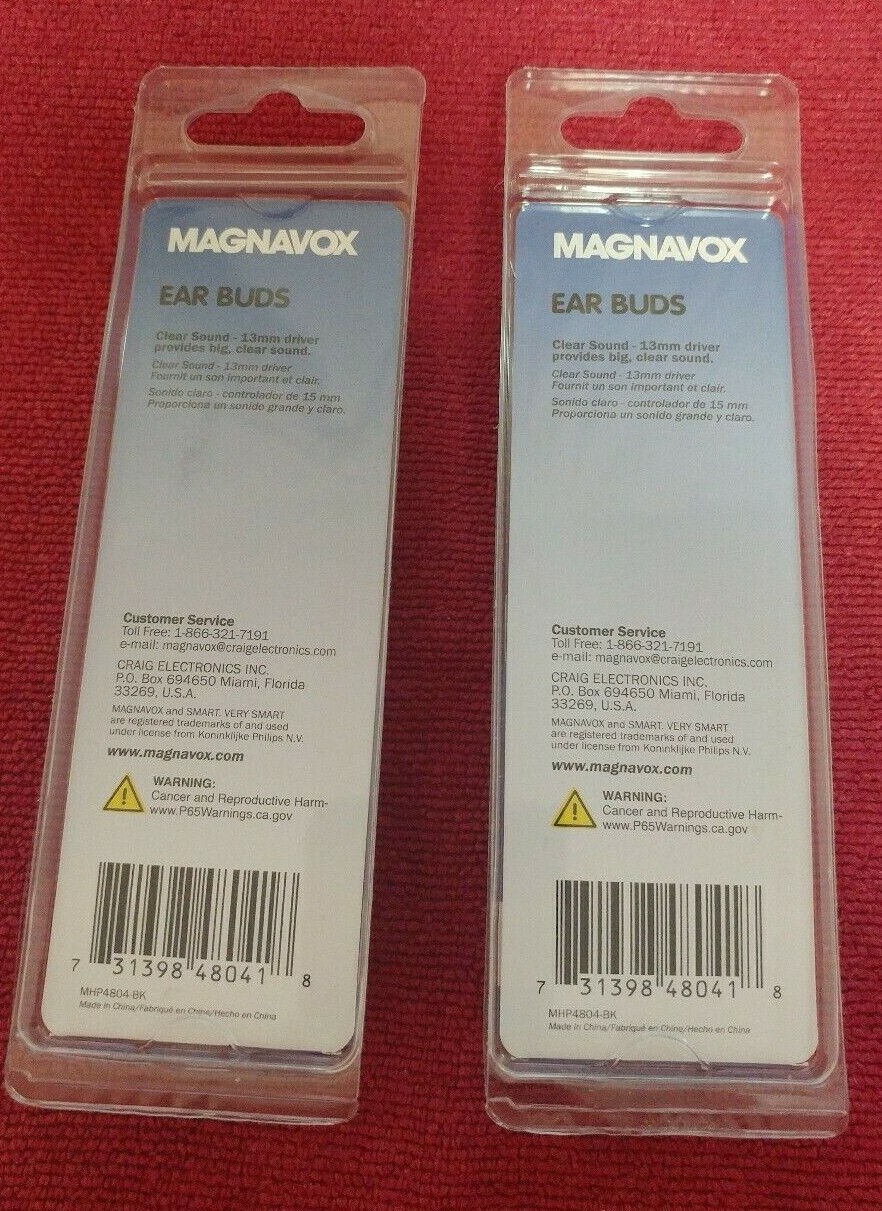 MAGNAVOX
EAR BUDS
Clear Sound - 13mm driver
provides big, clear sound.
Clear Sound - 13mm driver
Fournit un son important et clair.
Sonido claro - controlador de 15 mm
Proporciona un sonido grande y claro.
Customer Service
Toll Free: 1-866-321-7191
e-mail: magnavox@craigelectronics.com
CRAIG ELECTRONICS INC.
P.O. Box 694650 Miami, Florida
33269, U.S.A.
MAGNAVOX and SMART. VERY SMART
are registered trademarks of and used
under license from Koninklijke Philips N.V.
www.magnavox.com
WARNING:
Cancer and Reproductive Harm-
www.P65Warnings.ca.gov
7 31398 48041 8
MHP4804-BK
Made in China/Fabriqué en Chine/Hecho en China
MAGNAVOX
EAR BUDS
Clear Sound - 13mm driver
provides big, clear sound.
Clear Sound - 13mm driver
Fournit un son important et clair.
Sonido claro - controlador de 15 mm
Proporciona un sonido grande y claro.
Customer Service
Toll Free: 1-866-321-7191
e-mail: magnavox@craigelectronics.com
CRAIG ELECTRONICS INC.
P.O. Box 694650 Miami, Florida
33269, U.S.A.
MAGNAVOX and SMART. VERY SMART
are registered trademarks of and used
under license from Koninklijke Philips N.V.
www.magnavox.com
WARNING:
Cancer and Reproductive Harm-
www.P65Warnings.ca.gov
7 31398 48041 8
MHP4804-BK
Made in China/Fabriqué en Chine/Hecho en China